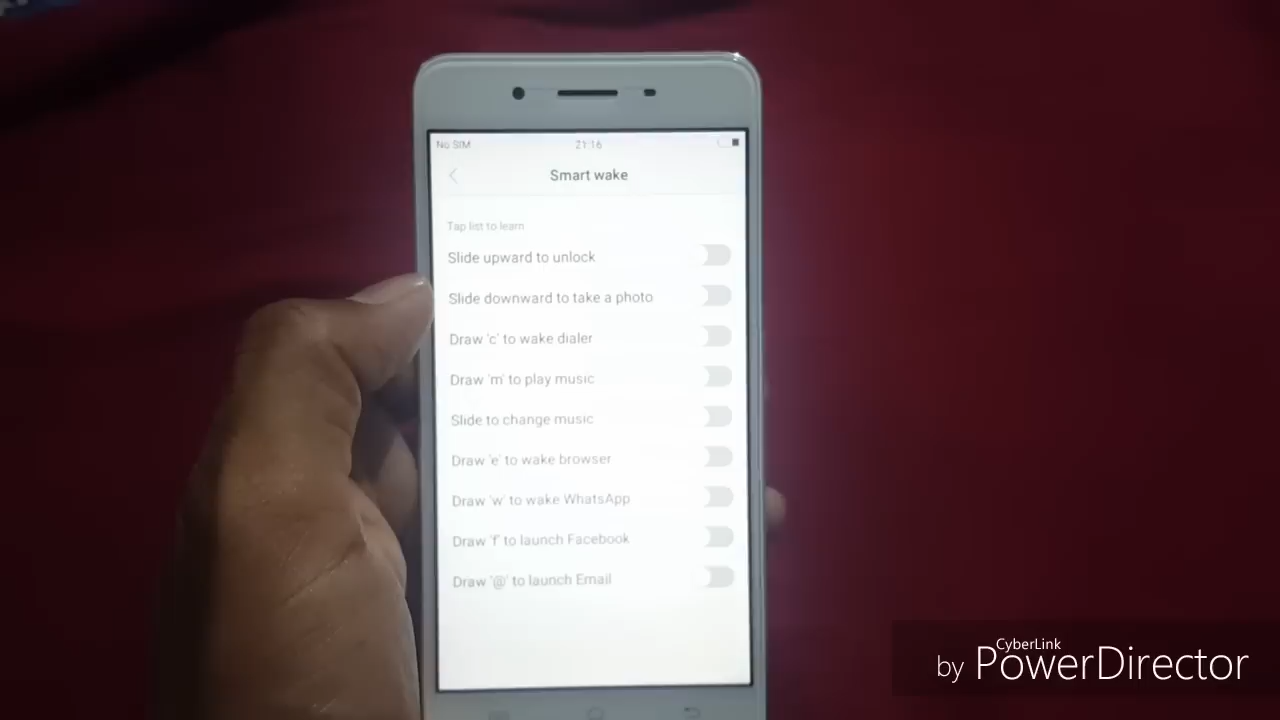 No SIM 21:16
Smart wake
Tap list to learn
Slide upward to unlock
Slide downward to take a photo
Draw 'c' to wake dialer
Draw 'm' to play music
Slide to change music
Draw 'e' to wake browser
Draw 'w' to wake WhatsApp
Draw 'f' to launch Facebook
Draw '@' to launch Email
CyberLink
by PowerDirector